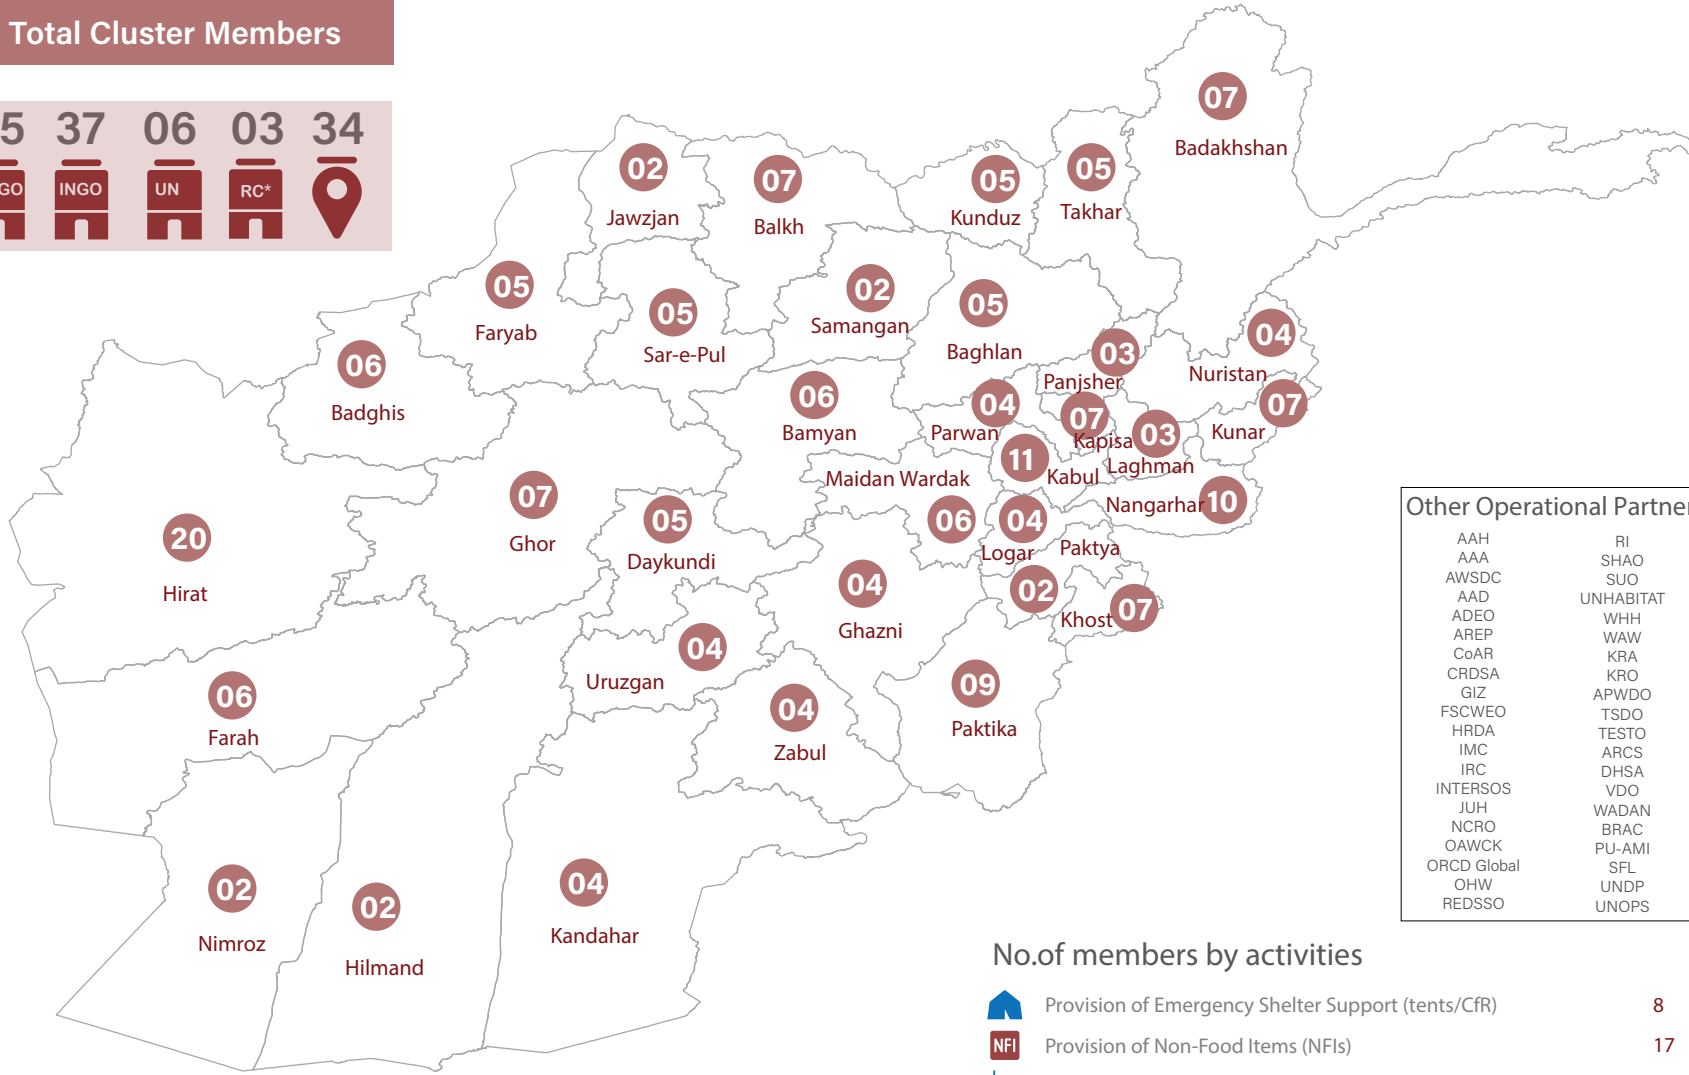 Total Cluster Members
5 37 06 03 34
GO INGO UN RC*
07
Badakhshan
02
Jawzjan
07
Balkh
05
Kunduz
05
Takhar
05
Faryab
05
Sar-e-Pul
02
Samangan
05
Baghlan
03
Panjsher
04
Nuristan
06
Badghis
06
Bamyan
04
Parwan
07
Kapisa
03
Laghman
07
Kunar
11
Kabul
Maidan Wardak
06
Nangarhar 10
20
Hirat
07
Ghor
05
Daykundi
04
Logar
Paktya
02
Khost 07
04
Ghazni
04
Uruzgan
09
Paktika
06
Farah
04
Zabul
02
Nimroz
02
Hilmand
04
Kandahar
Other Operational Partner
AAH
AAA
AWSDC
AAD
ADEO
AREP
CoAR
CRDSA
GIZ
FSCWEO
HRDA
IMC
IRC
INTERSOS
JUH
NCRO
OAWCK
ORCD Global
OHW
REDSSO
RI
SHAO
SUO
UNHABITAT
WHH
WAW
KRA
KRO
APWDO
TSDO
TESTO
ARCS
DHSA
VDO
WADAN
BRAC
PU-AMI
SFL
UNDP
UNOPS
No.of members by activities
Provision of Emergency Shelter Support (tents/CfR) 8
NFI Provision of Non-Food Items (NFIs) 17